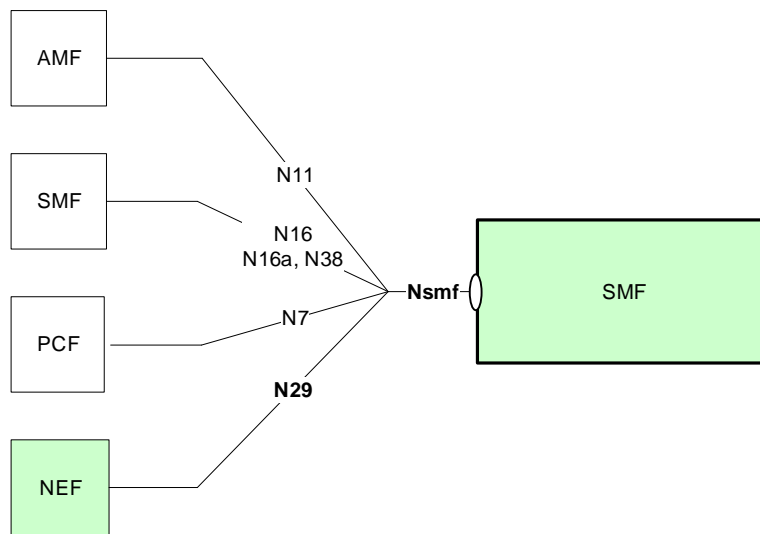 AMF
N11
SMF
N16
N16a, N38
Nsmf
SMF
N7
PCF
N29
NEF